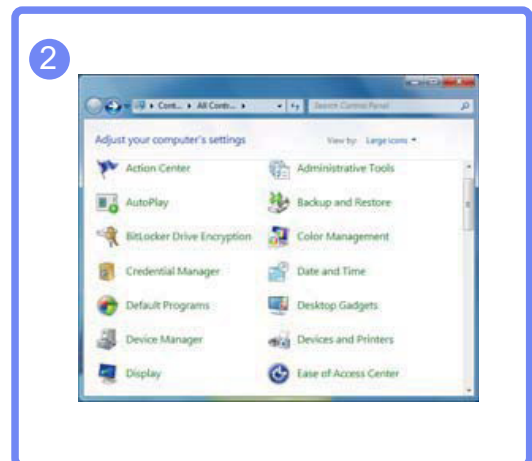 2
Cont... All Contr...
Search Control Panel
Adjust your computer's settings View by: Large icons
Action Center Administrative Tools
AutoPlay Backup and Restore
BitLocker Drive Encryption Color Management
Credential Manager Date and Time
Default Programs Desktop Gadgets
Device Manager Devices and Printers
Display Ease of Access Center